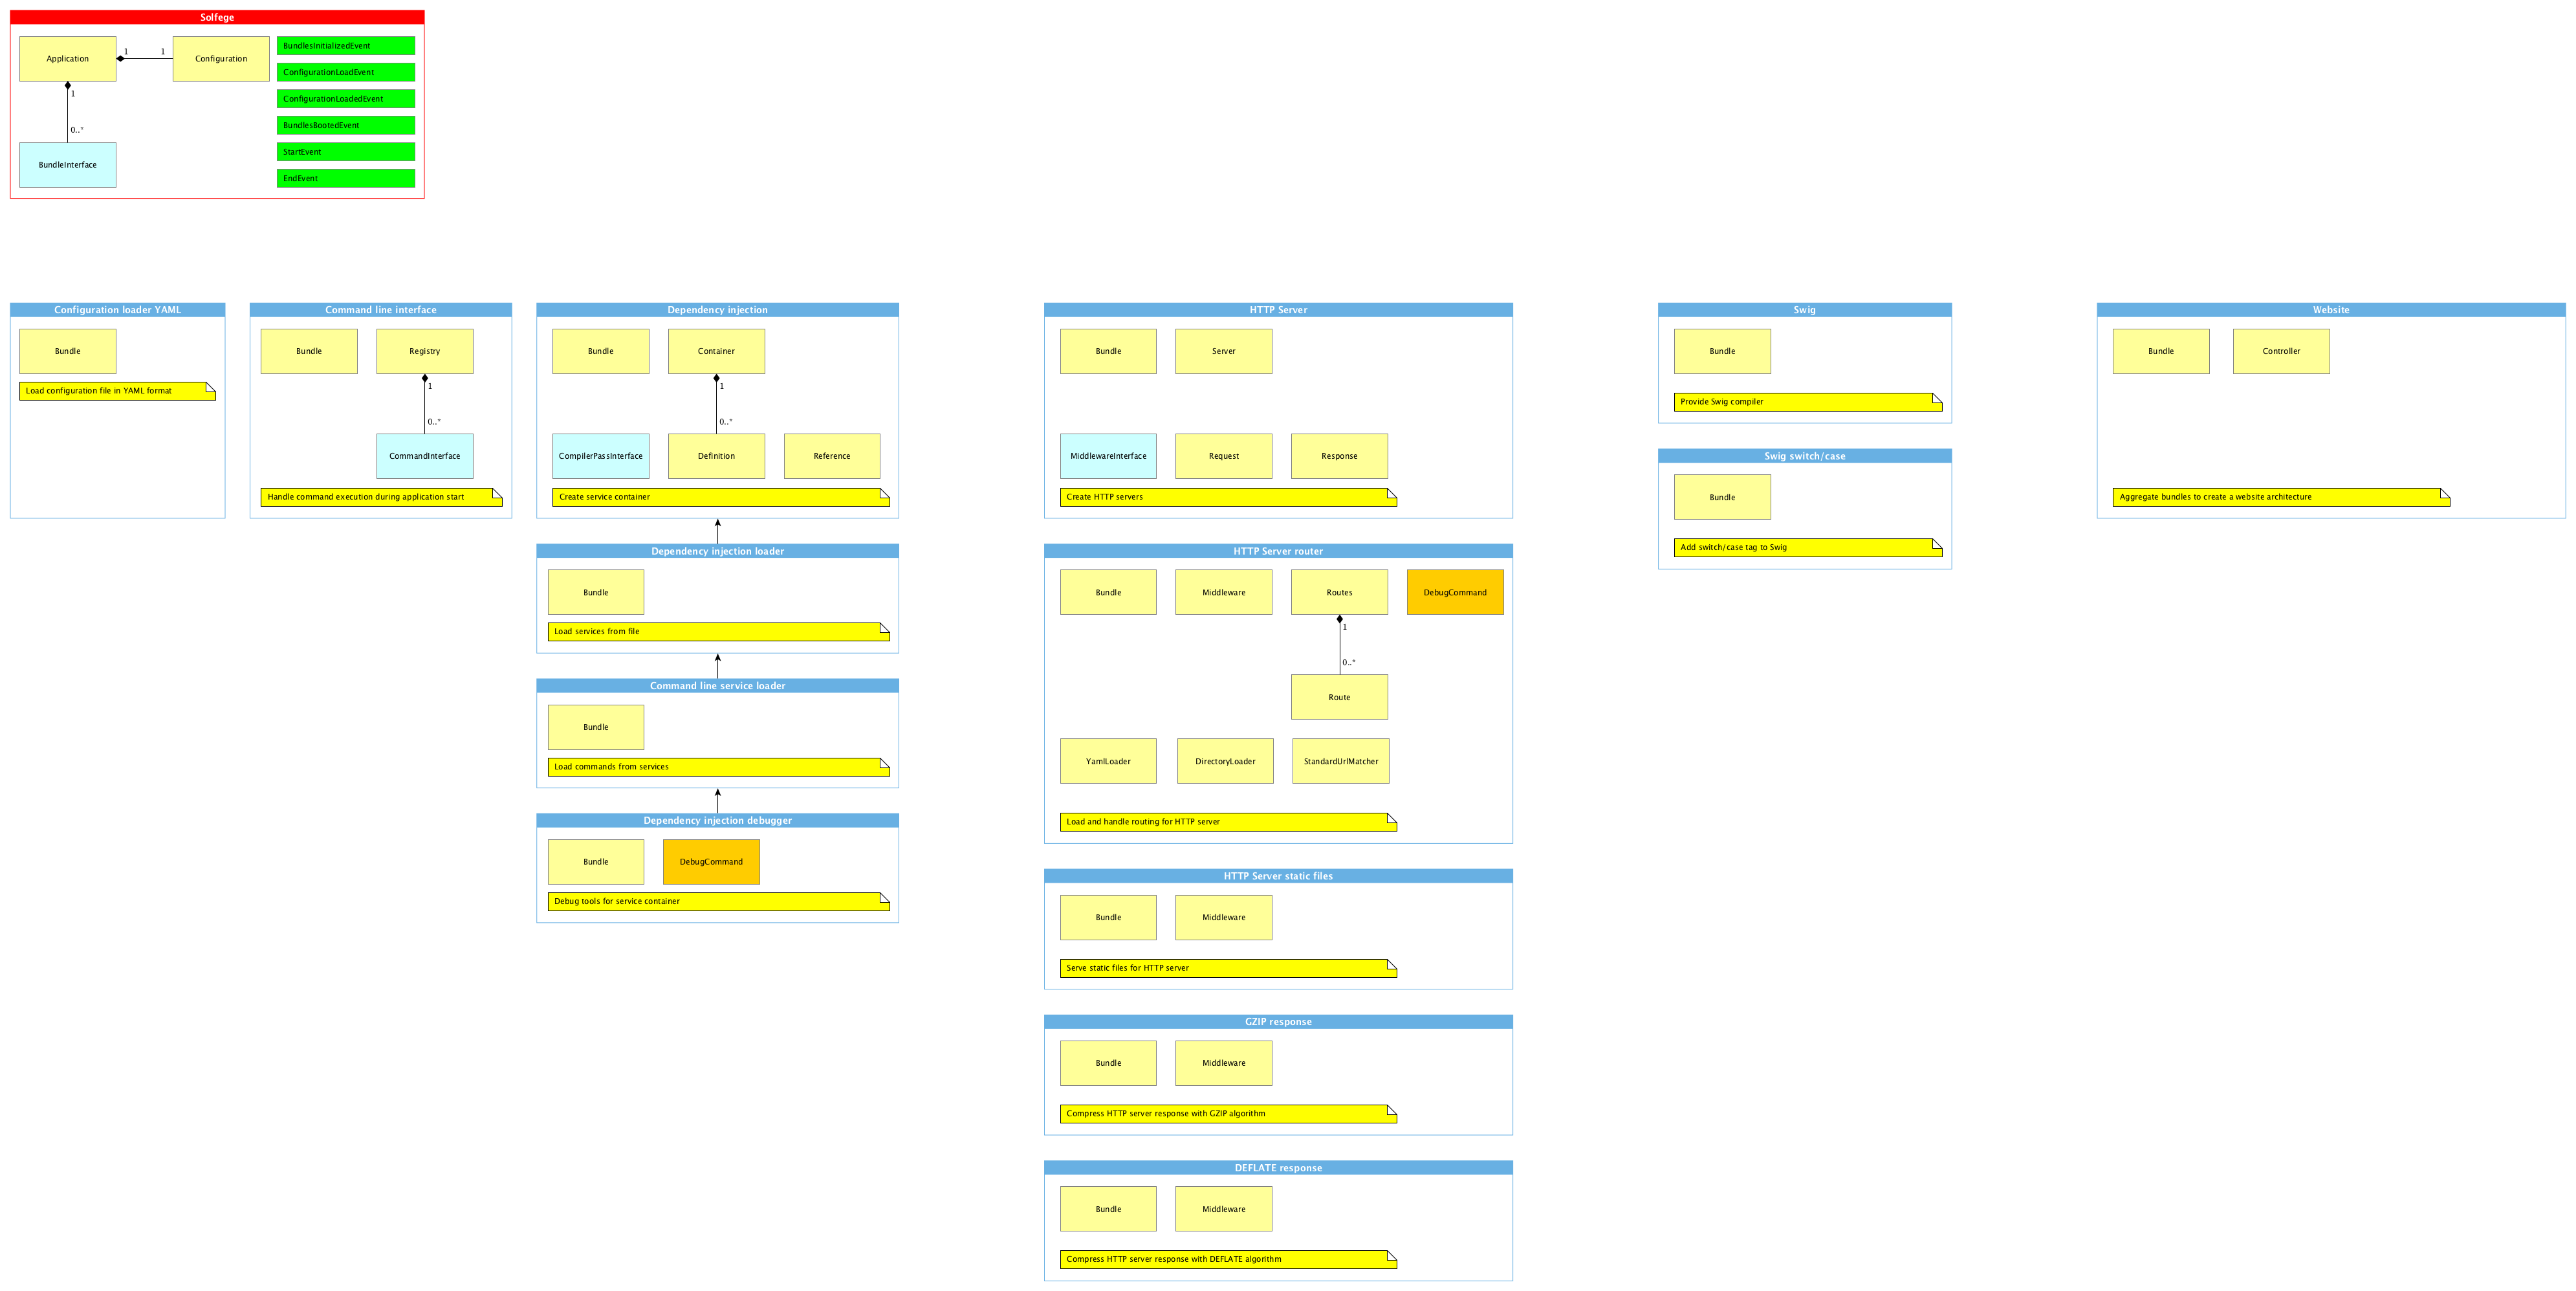 Solfege
Application
1
1
Configuration
1
0..*
BundleInterface
BundlesInitializedEvent
ConfigurationLoadEvent
ConfigurationLoadedEvent
BundlesBootedEvent
StartEvent
EndEvent
Configuration loader YAML
Bundle
Load configuration file in YAML format
Command line interface
Bundle
Registry
1
0..*
CommandInterface
Handle command execution during application start
Dependency injection
Bundle
Container
1
0..*
CompilerPassInterface
Definition
Reference
Create service container
Dependency injection loader
Bundle
Load services from file
Command line service loader
Bundle
Load commands from services
Dependency injection debugger
Bundle
DebugCommand
Debug tools for service container
HTTP Server
Bundle
Server
MiddlewareInterface
Request
Response
Create HTTP servers
HTTP Server router
Bundle
Middleware
Routes
DebugCommand
1
0..*
Route
YamlLoader
DirectoryLoader
StandardUrlMatcher
Load and handle routing for HTTP server
HTTP Server static files
Bundle
Middleware
Serve static files for HTTP server
GZIP response
Bundle
Middleware
Compress HTTP server response with GZIP algorithm
DEFLATE response
Bundle
Middleware
Compress HTTP server response with DEFLATE algorithm
Swig
Bundle
Provide Swig compiler
Swig switch/case
Bundle
Add switch/case tag to Swig
Website
Bundle
Controller
Aggregate bundles to create a website architecture